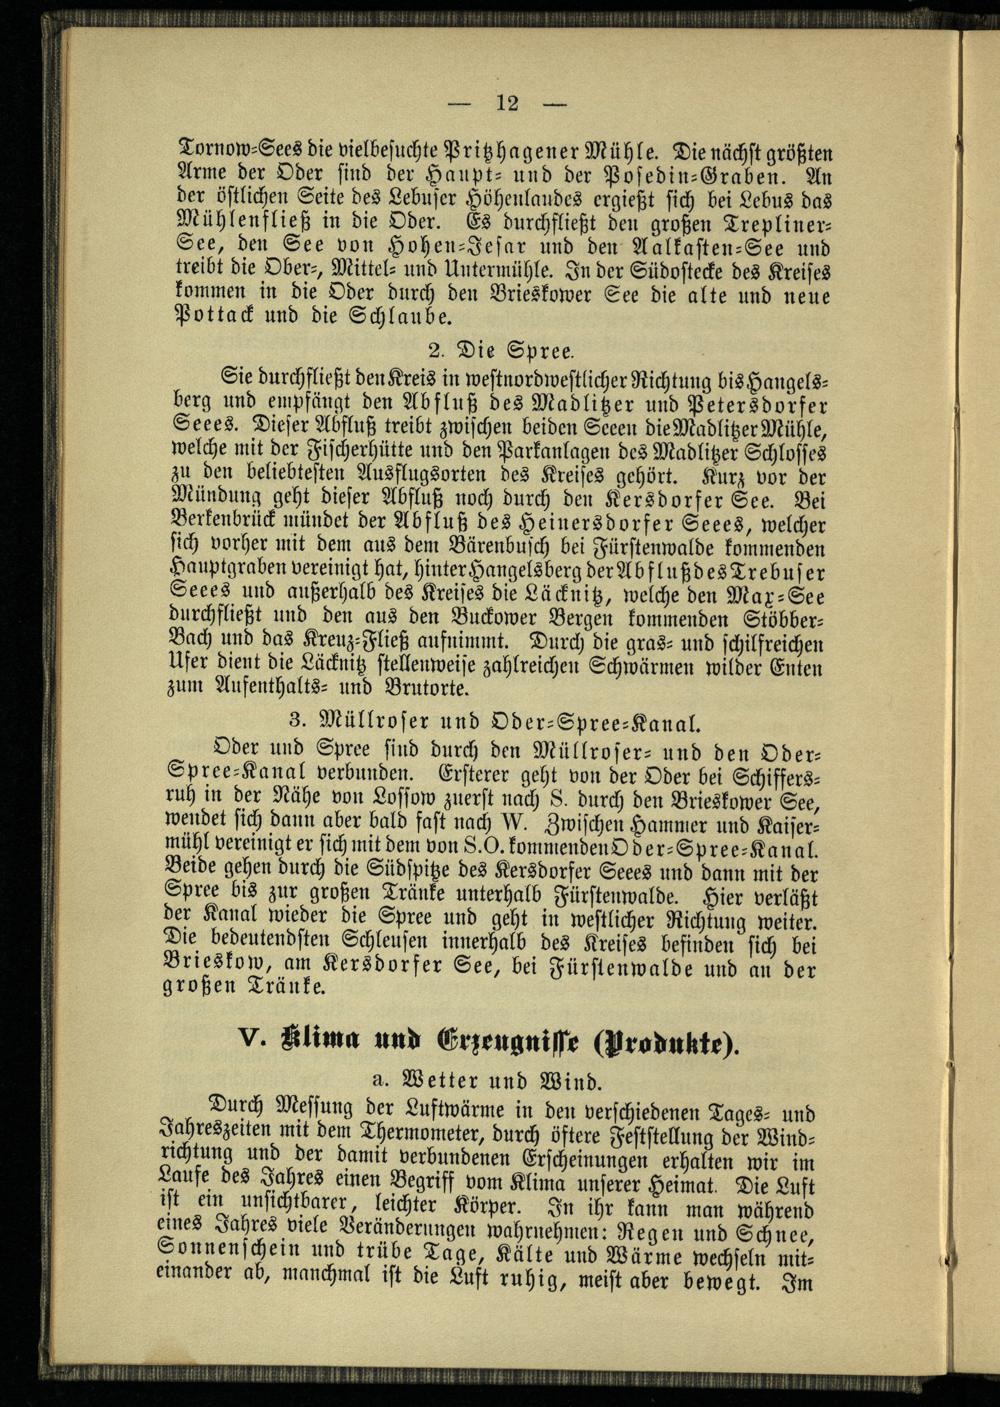 — 12 —
Tornow-Sees die vielbesuchte Pritzhagener Mühle. Die nächst größten
Arme der Oder sind der Haupt- und der Posedin-Graben. An
der östlichen Seite des Lebuser Höhenlandes ergießt sich bei Lebus das
Mühlenfließ in die Oder. Es durchfließt den großen Trepliner-
See, den See von Hohen-Jesar und den Aalkasten-See und
treibt die Ober-, Mittel- und Untermühle. In der Südostecke des Kreises
kommen in die Oder durch den Brieskower See die alte und neue
Pottack und die Schlaube.
2. Die Spree.
Sie durchfließt den Kreis in westnordwestlicher Richtung bis Hangels-
berg und empfängt den Abfluß des Madlitzer und Petersdorfer
Seees. Dieser Abfluß treibt zwischen beiden Seeen die Madlitzer Mühle,
welche mit der Fischerhütte und den Parkanlagen des Madlitzer Schlosses
zu den beliebtesten Ausflugsorten des Kreises gehört. Kurz vor der
Mündung geht dieser Abfluß noch durch den Kersdorfer See. Bei
Berkenbrück mündet der Abfluß des Heinersdorfer Seees, welcher
sich vorher mit dem aus dem Bärenbusch bei Fürstenwalde kommenden
Hauptgraben vereinigt hat, hinter Hangelsberg der Abfluß des Trebuser
Seees und außerhalb des Kreises die Läcknitz, welche den Max-See
durchfließt und den aus den Buckower Bergen kommenden Stöbber-
Bach und das Kreuz-Fließ aufnimmt. Durch die gras- und schilfreichen
Ufer dient die Läcknitz stellenweise zahlreichen Schwärmen wilder Enten
zum Aufenthalts- und Brutorte.
3. Müllroser und Oder-Spree-Kanal.
Oder und Spree sind durch den Müllroser- und den Oder-
Spree-Kanal verbunden. Ersterer geht von der Oder bei Schiffers-
ruh in der Nähe von Lossow zuerst nach S. durch den Brieskower See,
wendet sich dann aber bald fast nach W. Zwischen Hammer und Kaiser-
mühl vereinigt er sich mit dem von S.O. kommenden Oder-Spree-Kanal.
Beide gehen durch die Südspitze des Kersdorfer Seees und dann mit der
Spree bis zur großen Tränke unterhalb Fürstenwalde. Hier verläßt
der Kanal wieder die Spree und geht in westlicher Richtung weiter.
Die bedeutendsten Schleusen innerhalb des Kreises befinden sich bei
Brieskow, am Kersdorfer See, bei Fürstenwalde und an der
großen Tränke.
V. Klima und Erzeugnisse (Produkte).
a. Wetter und Wind.
Durch Messung der Luftwärme in den verschiedenen Tages- und
Jahreszeiten mit dem Thermometer, durch öftere Feststellung der Wind-
richtung und der damit verbundenen Erscheinungen erhalten wir im
Laufe des Jahres einen Begriff vom Klima unserer Heimat. Die Luft
ist ein unsichtbarer, leichter Körper. In ihr kann man während
eines Jahres viele Veränderungen wahrnehmen: Regen und Schnee,
Sonnenschein und trübe Tage, Kälte und Wärme wechseln mit-
einander ab, manchmal ist die Luft ruhig, meist aber bewegt. Im